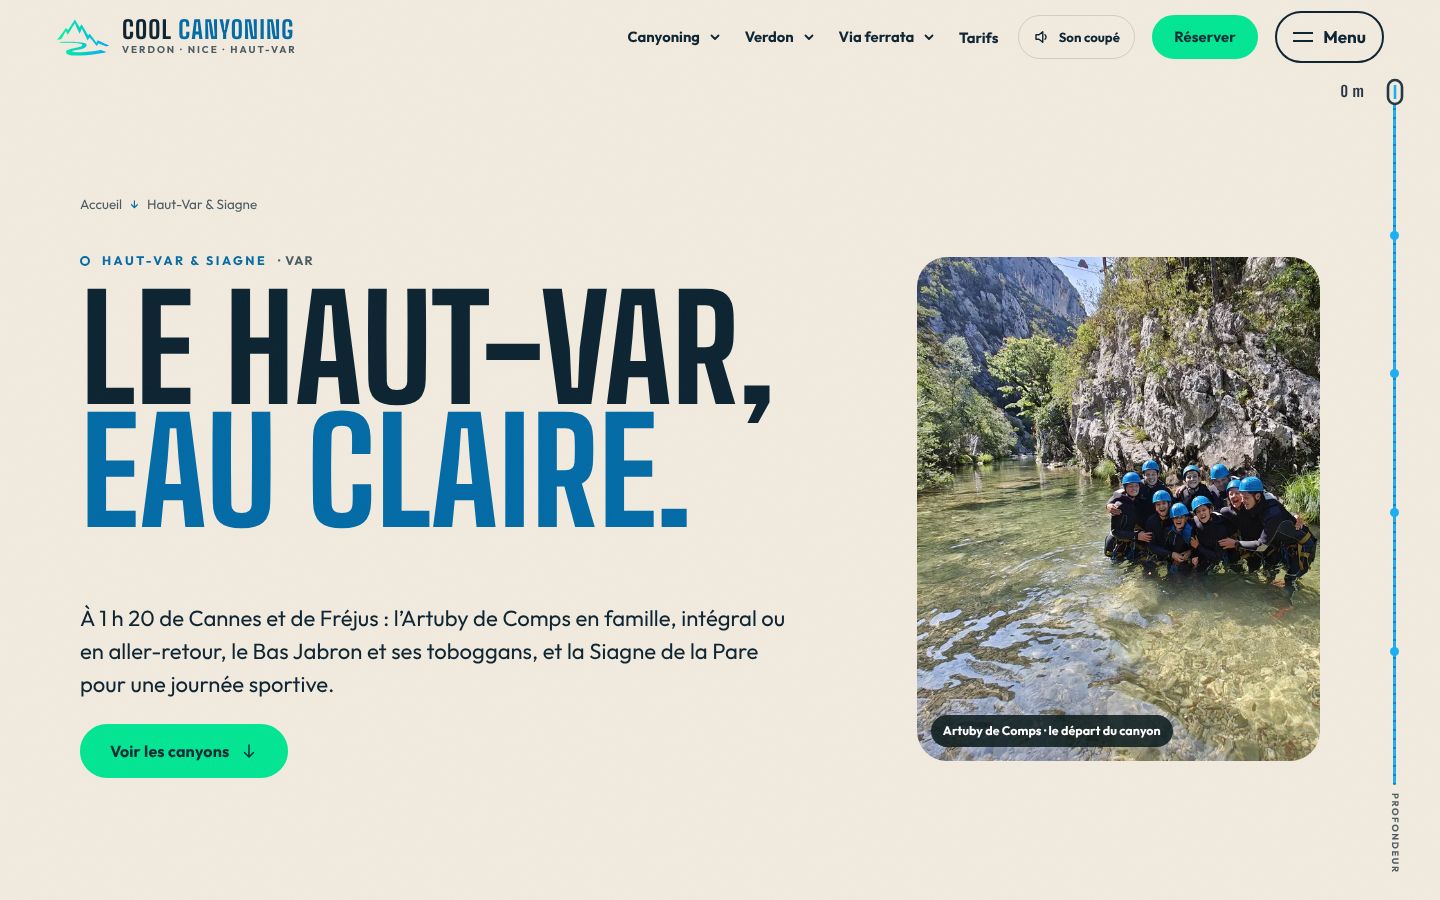 COOL CANYONING
VERDON · NICE · HAUT-VAR
Canyoning
Verdon
Via ferrata
Tarifs
Son coupé
Réserver
Menu
0 m
Accueil ↓ Haut-Var & Siagne
HAUT-VAR & SIAGNE · VAR
LE HAUT-VAR,
EAU CLAIRE.
À 1 h 20 de Cannes et de Fréjus : l’Artuby de Comps en famille, intégral ou
en aller-retour, le Bas Jabron et ses toboggans, et la Siagne de la Pare
pour une journée sportive.
Voir les canyons ↓
Artuby de Comps · le départ du canyon
PROFONDEUR